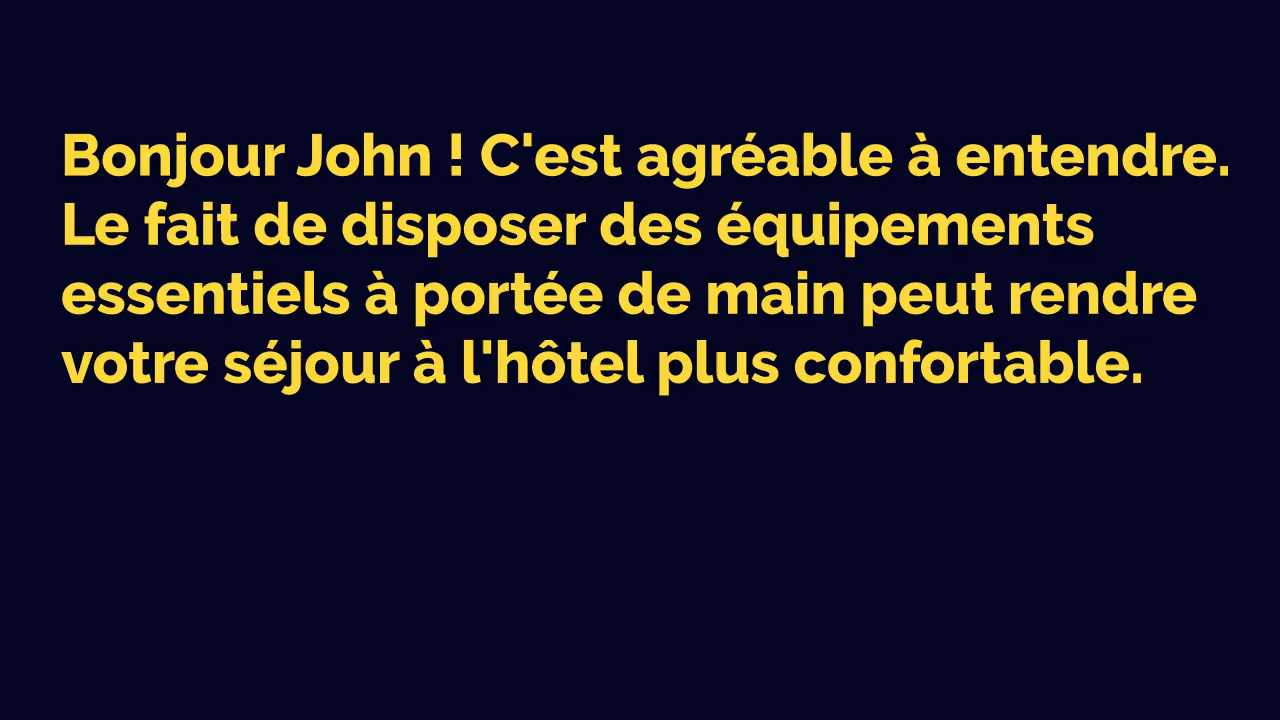 Bonjour John ! C'est agréable à entendre.
Le fait de disposer des équipements
essentiels à portée de main peut rendre
votre séjour à l'hôtel plus confortable.